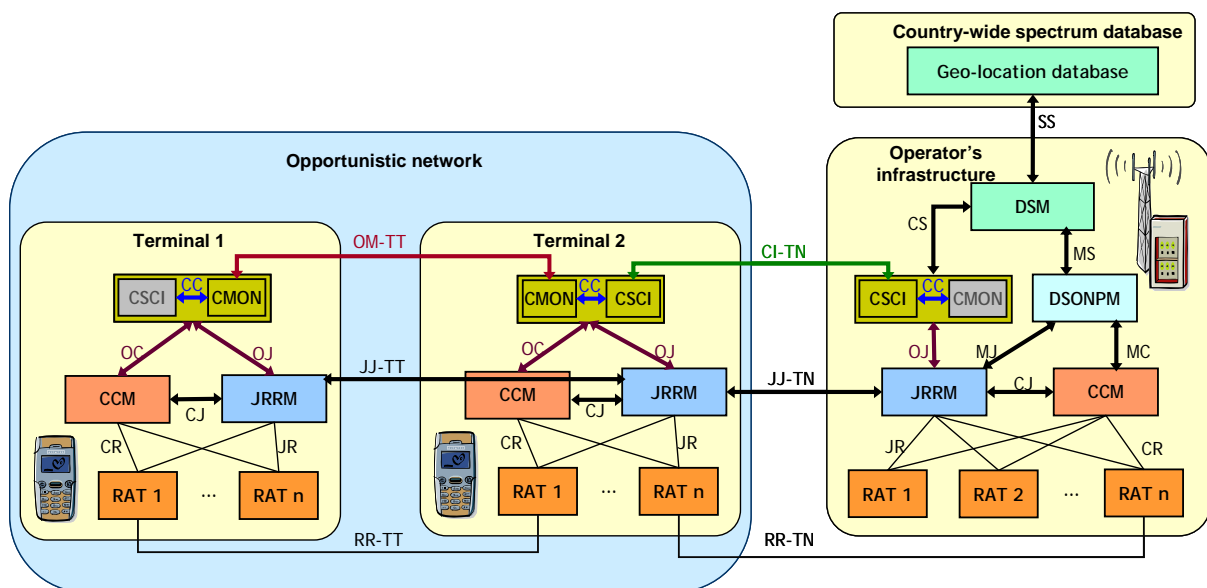 Country-wide spectrum database
Geo-location database
SS
Opportunistic network
Operator's
infrastructure
DSM
Terminal 1
OM-TT
Terminal 2
CI-TN
CS
MS
CSCI
CC
CMON
CMON
CC
CSCI
CSCI
CC
CMON
DSONPM
OC
OJ
OC
OJ
OJ
MJ
MC
JJ-TT
JJ-TN
CCM
CJ
JRRM
CCM
CJ
JRRM
JRRM
CJ
CCM
CR
JR
CR
JR
JR
CR
RAT 1
...
RAT n
RAT 1
...
RAT n
RAT 1
RAT 2
...
RAT n
RR-TT
RR-TN